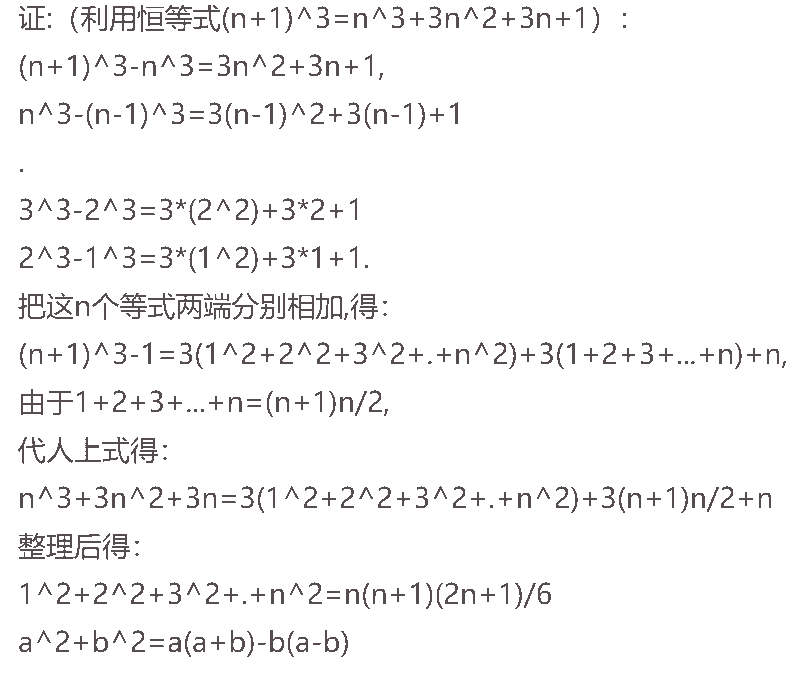 证:（利用恒等式(n+1)^3=n^3+3n^2+3n+1）:
(n+1)^3-n^3=3n^2+3n+1,
n^3-(n-1)^3=3(n-1)^2+3(n-1)+1
.
3^3-2^3=3*(2^2)+3*2+1
2^3-1^3=3*(1^2)+3*1+1.
把这n个等式两端分别相加,得:
(n+1)^3-1=3(1^2+2^2+3^2+.+n^2)+3(1+2+3+...+n)+n,
由于1+2+3+...+n=(n+1)n/2,
代人上式得:
n^3+3n^2+3n=3(1^2+2^2+3^2+.+n^2)+3(n+1)n/2+n
整理后得:
1^2+2^2+3^2+.+n^2=n(n+1)(2n+1)/6
a^2+b^2=a(a+b)-b(a-b)